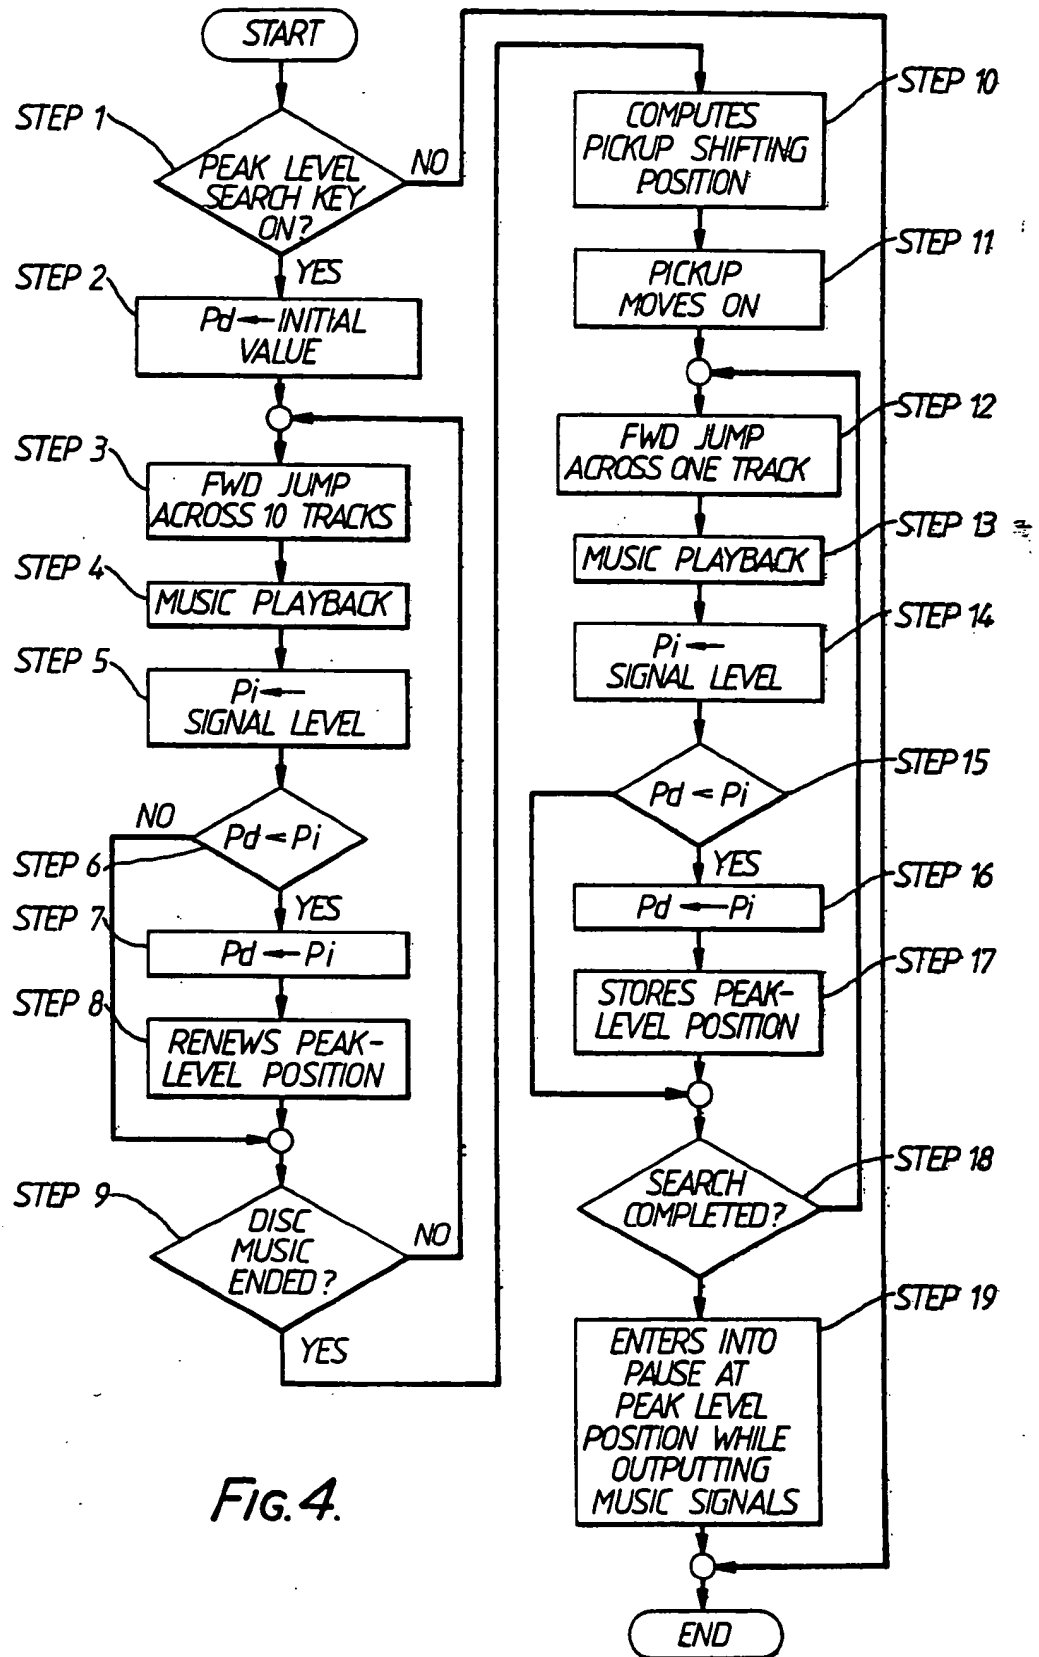 START
STEP 1
PEAK LEVEL
SEARCH KEY
ON?
NO
YES
STEP 2
Pd ← INITIAL
VALUE
STEP 3
FWD JUMP
ACROSS 10 TRACKS
STEP 4
MUSIC PLAYBACK
STEP 5
Pi ←
SIGNAL LEVEL
NO
Pd < Pi
STEP 6
YES
STEP 7
Pd ← Pi
STEP 8
RENEWS PEAK-
LEVEL POSITION
STEP 9
DISC
MUSIC
ENDED?
NO
YES
STEP 10
COMPUTES
PICKUP SHIFTING
POSITION
STEP 11
PICKUP
MOVES ON
STEP 12
FWD JUMP
ACROSS ONE TRACK
STEP 13
MUSIC PLAYBACK
STEP 14
Pi ←
SIGNAL LEVEL
STEP 15
Pd < Pi
YES
STEP 16
Pd ← Pi
STEP 17
STORES PEAK-
LEVEL POSITION
STEP 18
SEARCH
COMPLETED?
STEP 19
ENTERS INTO
PAUSE AT
PEAK LEVEL
POSITION WHILE
OUTPUTTING
MUSIC SIGNALS
END
FIG. 4.